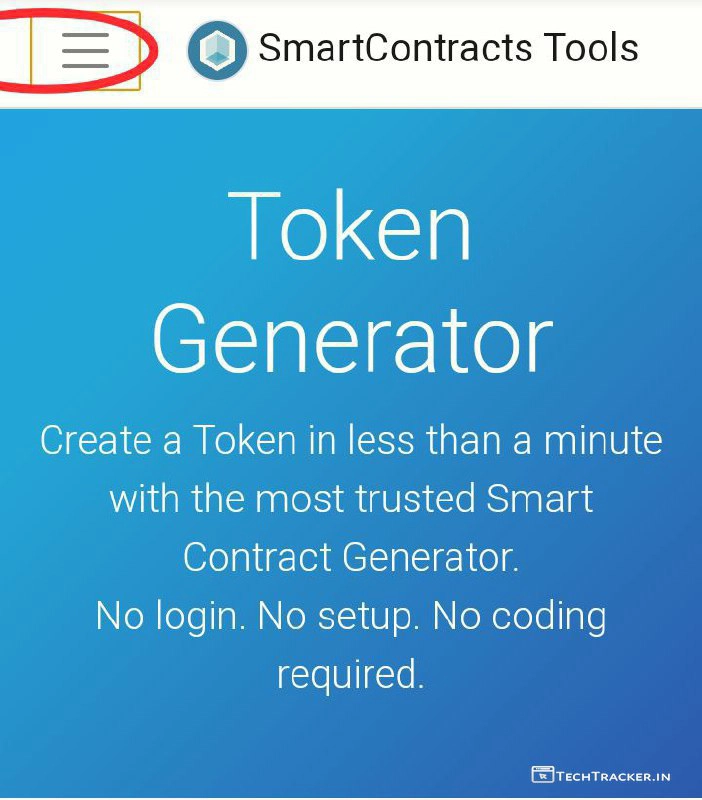 SmartContracts Tools
Token
Generator
Create a Token in less than a minute
with the most trusted Smart
Contract Generator.
No login. No setup. No coding
required.
TECHTRACKER.IN